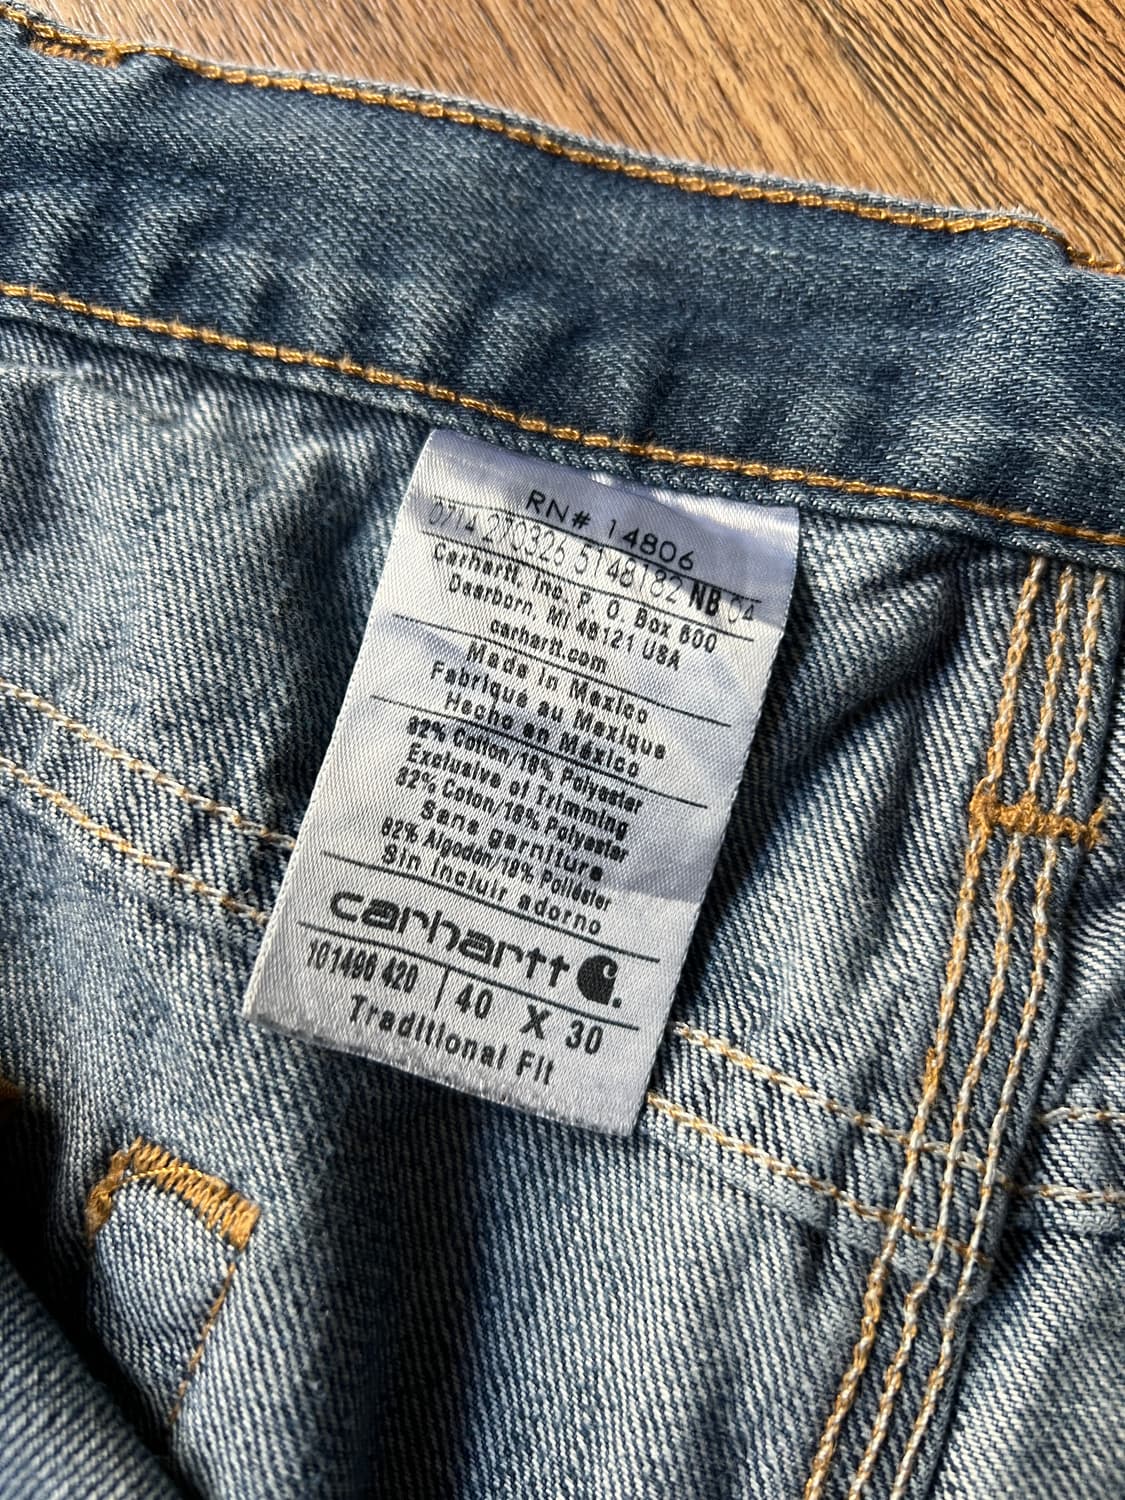 RN# 14806
0714 270326 5148182 NB 04
Carhartt, Inc. P. O. Box 600
Dearborn, MI 48121 USA
carhartt.com
Made in Mexico
Fabriqué au Mexique
Hecho en México
82% Cotton/18% Polyester
Exclusive of Trimming
82% Coton/18% Polyester
Sans garniture
82% Algodon/18% Poliéster
Sin incluir adorno
carhartt
101496 420 | 40 X 30
Traditional Fit